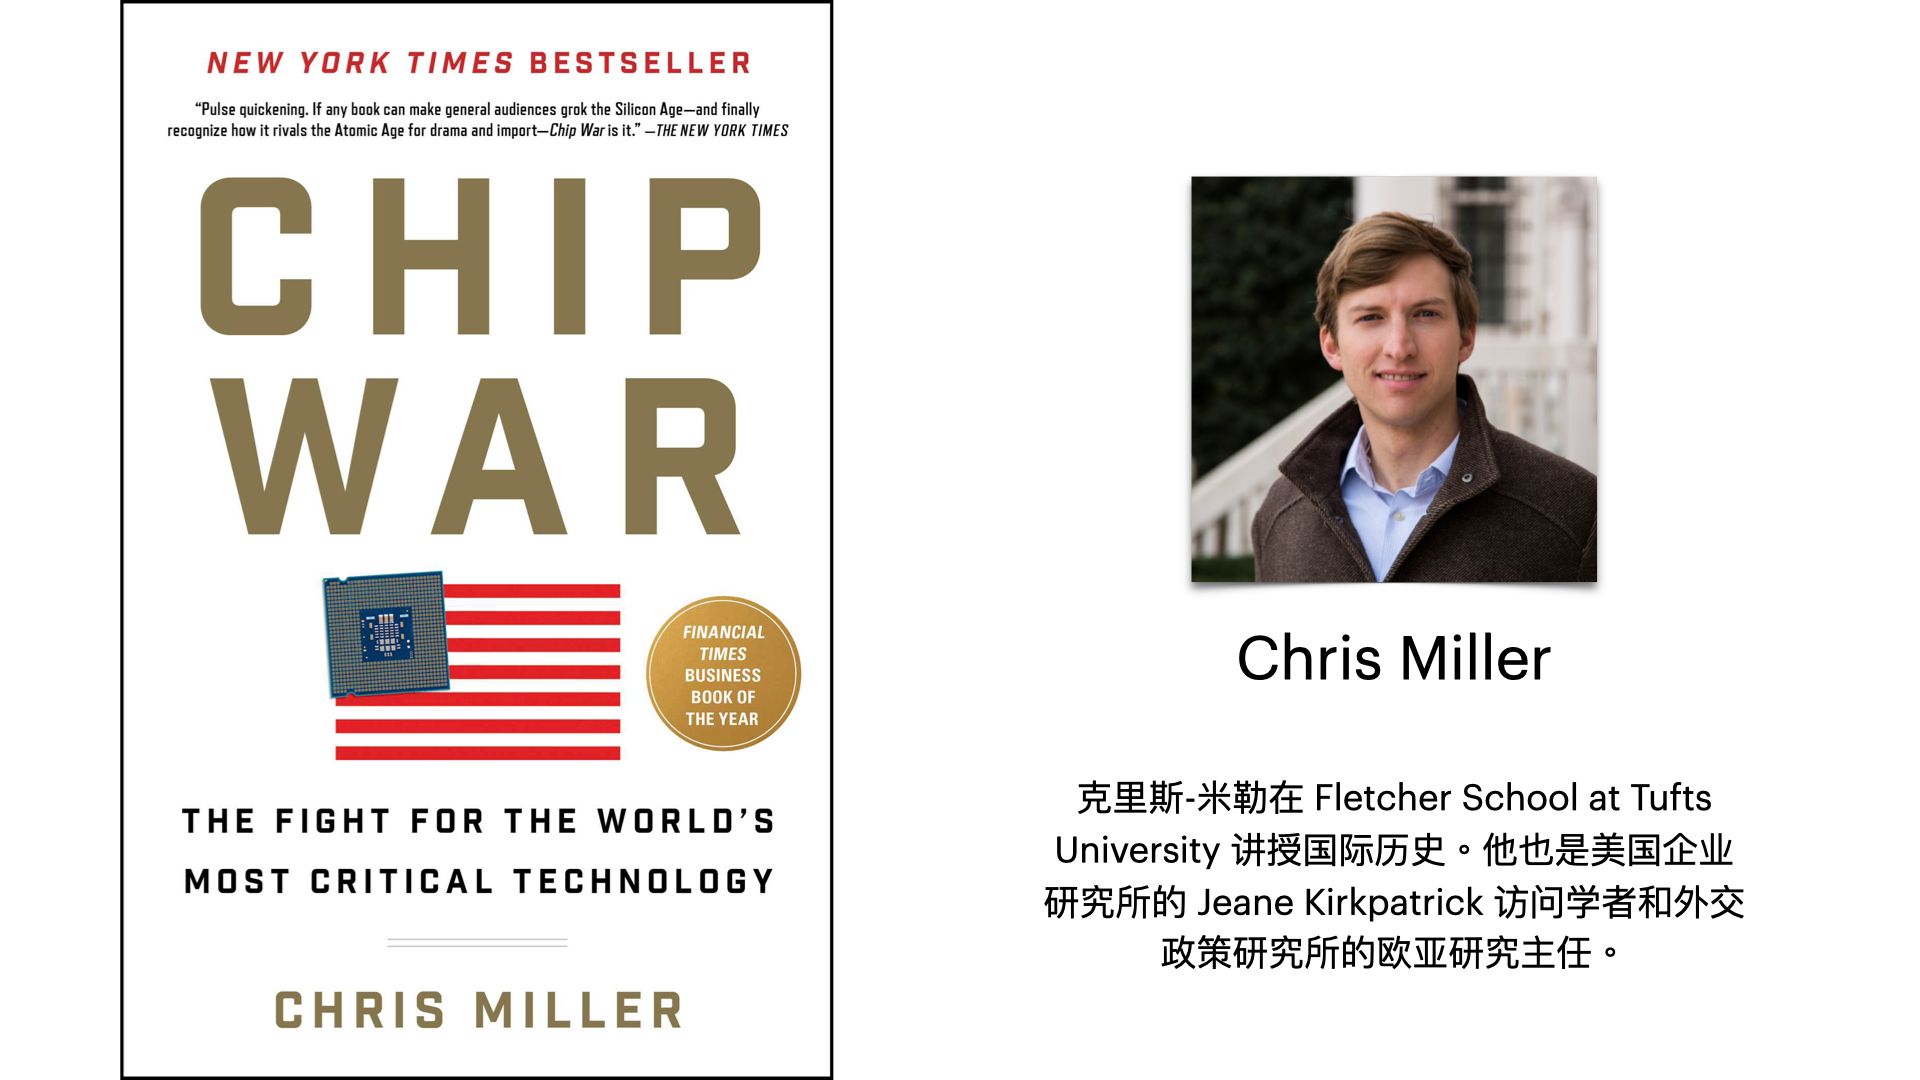 NEW YORK TIMES BESTSELLER
“Pulse quickening. If any book can make general audiences grok the Silicon Age—and finally
recognize how it rivals the Atomic Age for drama and import—Chip War is it.” —THE NEW YORK TIMES
CHIP
WAR
FINANCIAL
TIMES
BUSINESS
BOOK OF
THE YEAR
THE FIGHT FOR THE WORLD’S
MOST CRITICAL TECHNOLOGY
CHRIS MILLER
Chris Miller
克里斯-米勒在 Fletcher School at Tufts
University 讲授国际历史。他也是美国企业
研究所的 Jeane Kirkpatrick 访问学者和外交
政策研究所的欧亚研究主任。